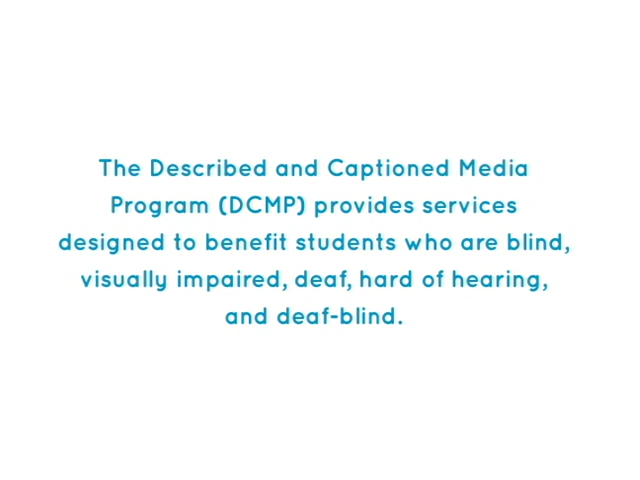 The Described and Captioned Media
Program (DCMP) provides services
designed to benefit students who are blind,
visually impaired, deaf, hard of hearing,
and deaf-blind.